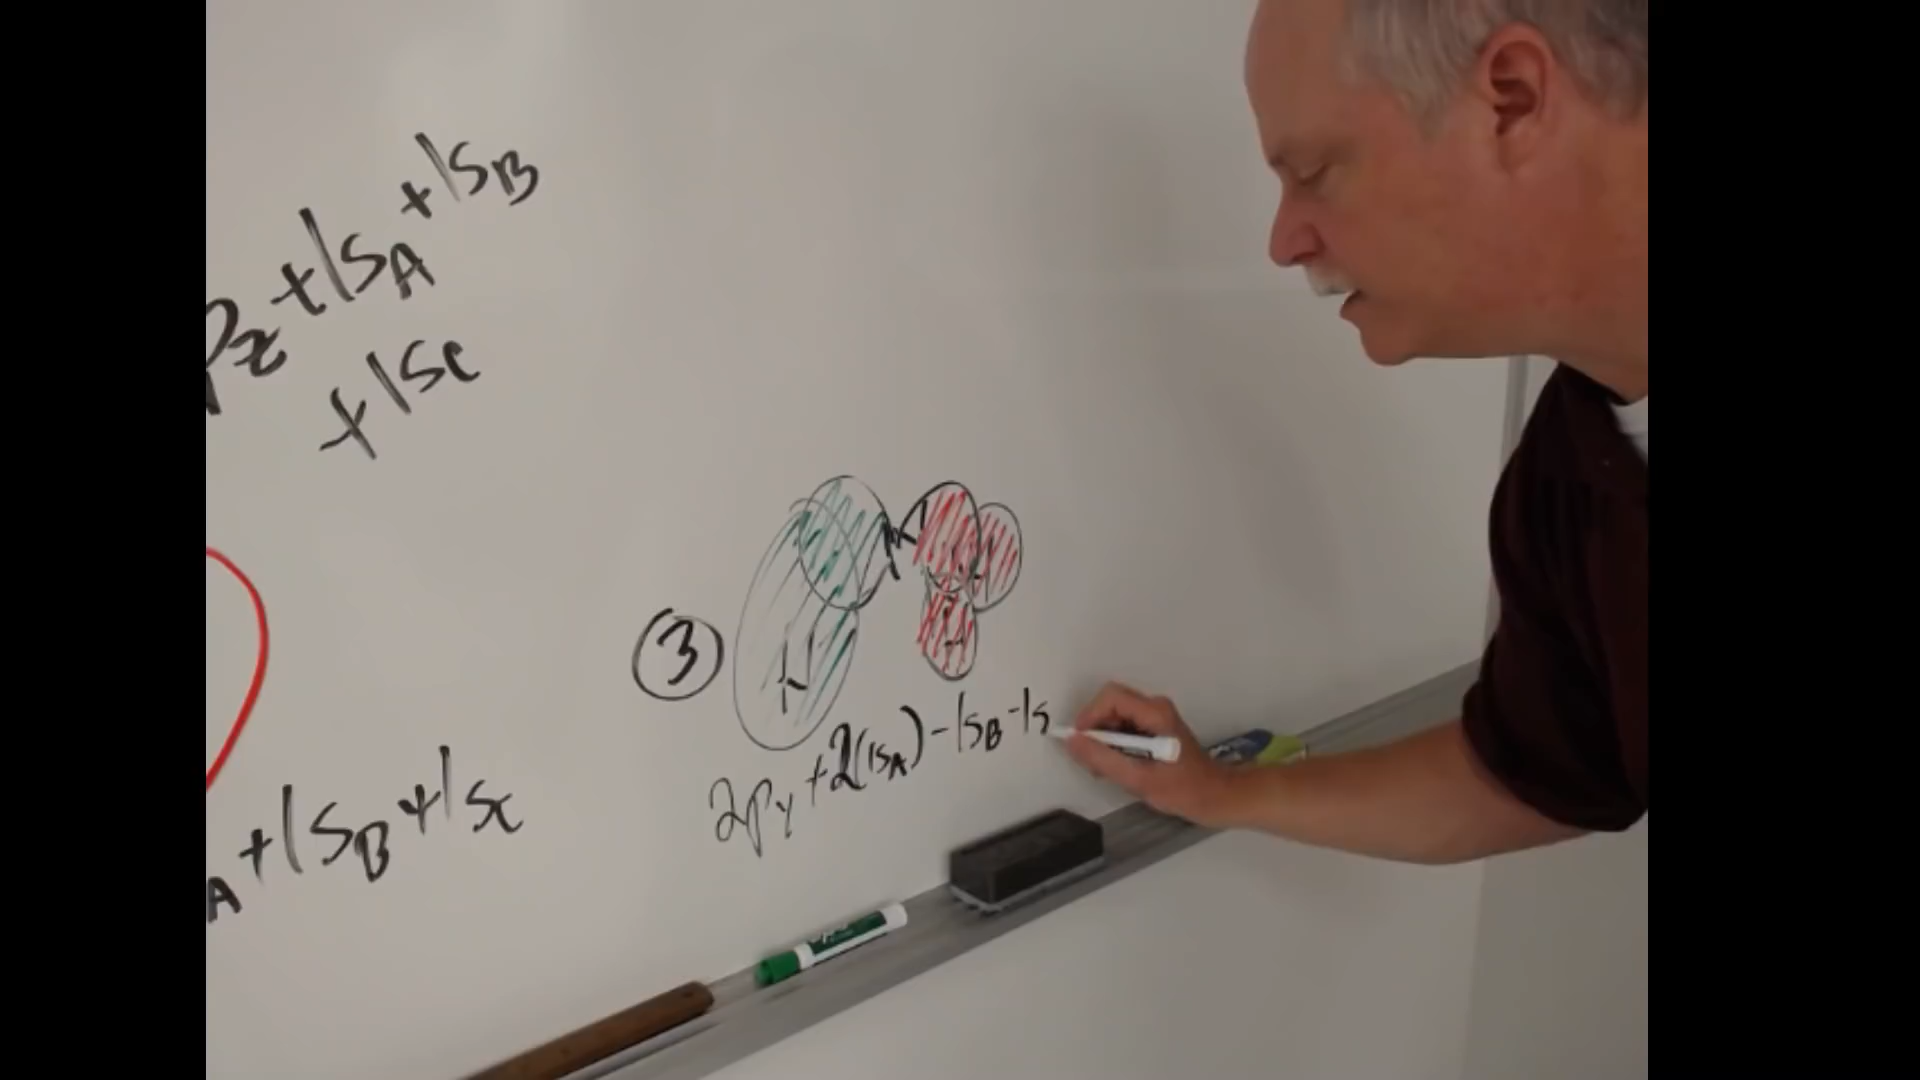 Pz + 1SA + 1SB
+ 1SC
3
N
H
H
2Py + 2(1SA) - 1SB - 1S
A + 1SB + 1SC